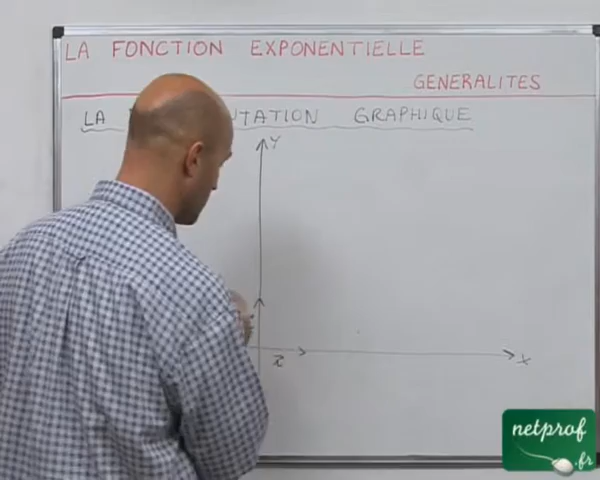 LA FONCTION EXPONENTIELLE
GENERALITES
LA GRAPHIQUE
Y
i
X
netprof
.fr